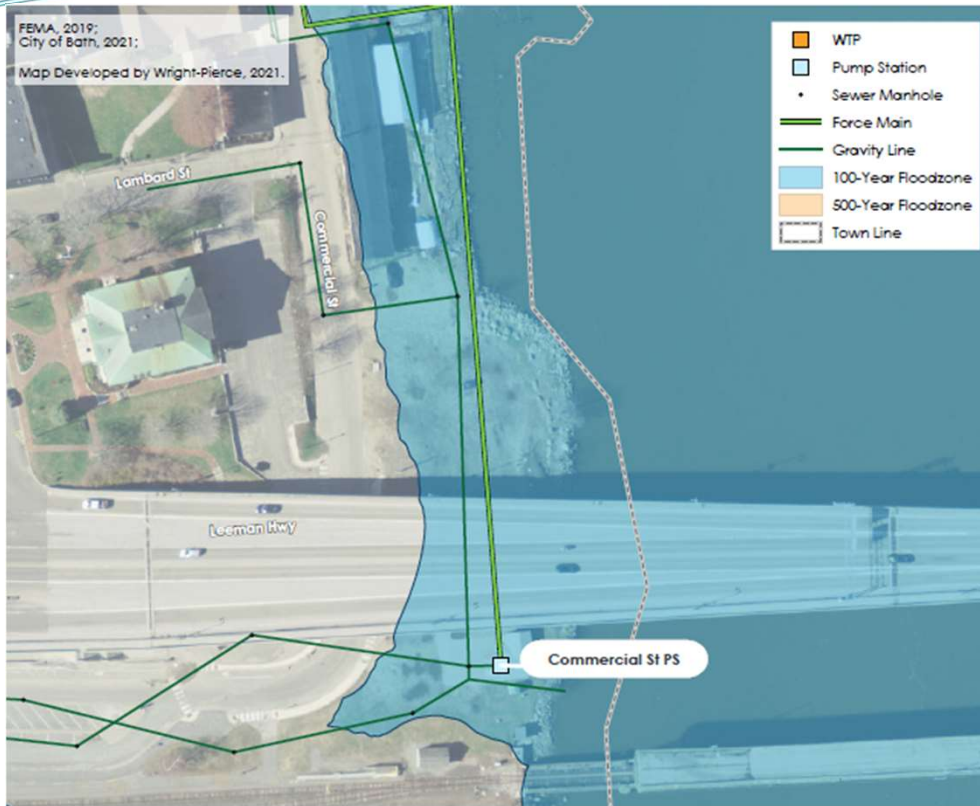 FEMA, 2019;
City of Bath, 2021;
Map Developed by Wright-Pierce, 2021.
WTP
Pump Station
Sewer Manhole
Force Main
Gravity Line
100-Year Floodzone
500-Year Floodzone
Town Line
Lambard St
Commercial St
Leeman Hwy
Commercial St PS